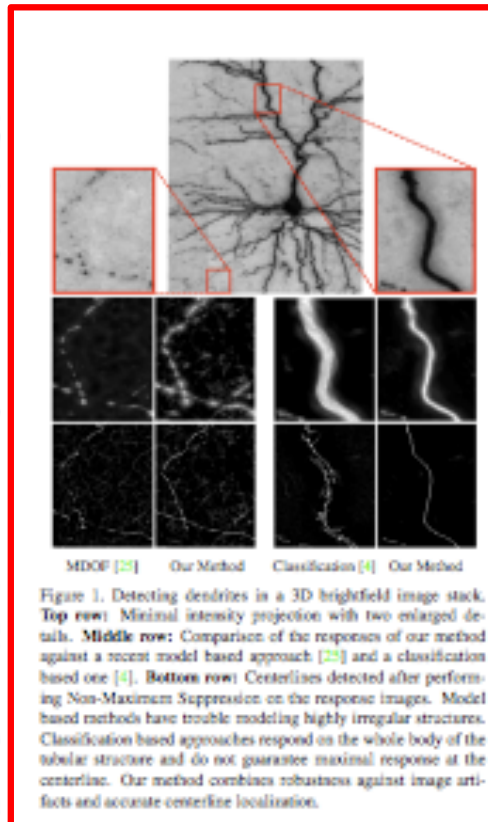 MDOF [25] Our Method Classification [4] Our Method
Figure 1. Detecting dendrites in a 3D brightfield image stack.
Top row: Minimal intensity projection with two enlarged de-
tails. Middle row: Comparison of the responses of our method
against a recent model based approach [25] and a classification
based one [4]. Bottom row: Centerlines detected after perform-
ing Non-Maximum Suppression on the response images. Model
based methods have trouble modeling highly irregular structures.
Classification based approaches respond on the whole body of the
tubular structure and do not guarantee maximal response at the
centerline. Our method combines robustness against image arti-
facts and accurate centerline localization.